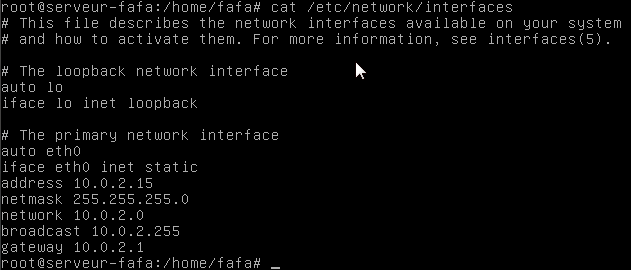 root@serveur-fafa:/home/fafa# cat /etc/network/interfaces
# This file describes the network interfaces available on your system
# and how to activate them. For more information, see interfaces(5).
# The loopback network interface
auto lo
iface lo inet loopback
# The primary network interface
auto eth0
iface eth0 inet static
address 10.0.2.15
netmask 255.255.255.0
network 10.0.2.0
broadcast 10.0.2.255
gateway 10.0.2.1
root@serveur-fafa:/home/fafa# _